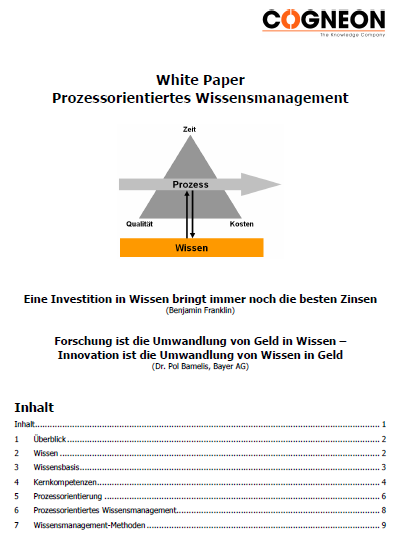 COGNEON
The Knowledge Company
White Paper
Prozessorientiertes Wissensmanagement
Zeit
Prozess
Qualität Kosten
Wissen
Eine Investition in Wissen bringt immer noch die besten Zinsen
(Benjamin Franklin)
Forschung ist die Umwandlung von Geld in Wissen –
Innovation ist die Umwandlung von Wissen in Geld
(Dr. Pol Bamelis, Bayer AG)
Inhalt
Inhalt 1
1 Überblick 2
2 Wissen 2
3 Wissensbasis 3
4 Kernkompetenzen 4
5 Prozessorientierung 6
6 Prozessorientiertes Wissensmanagement 8
7 Wissensmanagement-Methoden 9